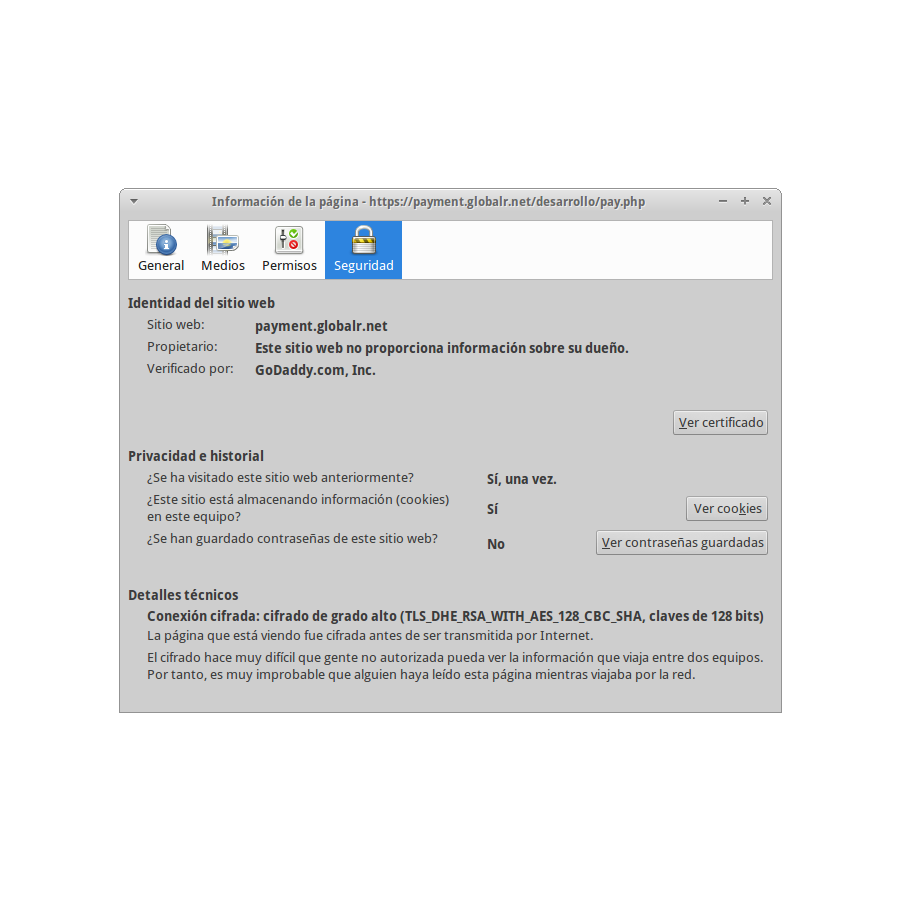 Información de la página - https://payment.globalr.net/desarrollo/pay.php
General Medios Permisos Seguridad
Identidad del sitio web
Sitio web: payment.globalr.net
Propietario: Este sitio web no proporciona información sobre su dueño.
Verificado por: GoDaddy.com, Inc.
Ver certificado
Privacidad e historial
¿Se ha visitado este sitio web anteriormente? Sí, una vez.
¿Este sitio está almacenando información (cookies)
en este equipo? Sí Ver cookies
¿Se han guardado contraseñas de este sitio web? No Ver contraseñas guardadas
Detalles técnicos
Conexión cifrada: cifrado de grado alto (TLS_DHE_RSA_WITH_AES_128_CBC_SHA, claves de 128 bits)
La página que está viendo fue cifrada antes de ser transmitida por Internet.
El cifrado hace muy difícil que gente no autorizada pueda ver la información que viaja entre dos equipos.
Por tanto, es muy improbable que alguien haya leído esta página mientras viajaba por la red.